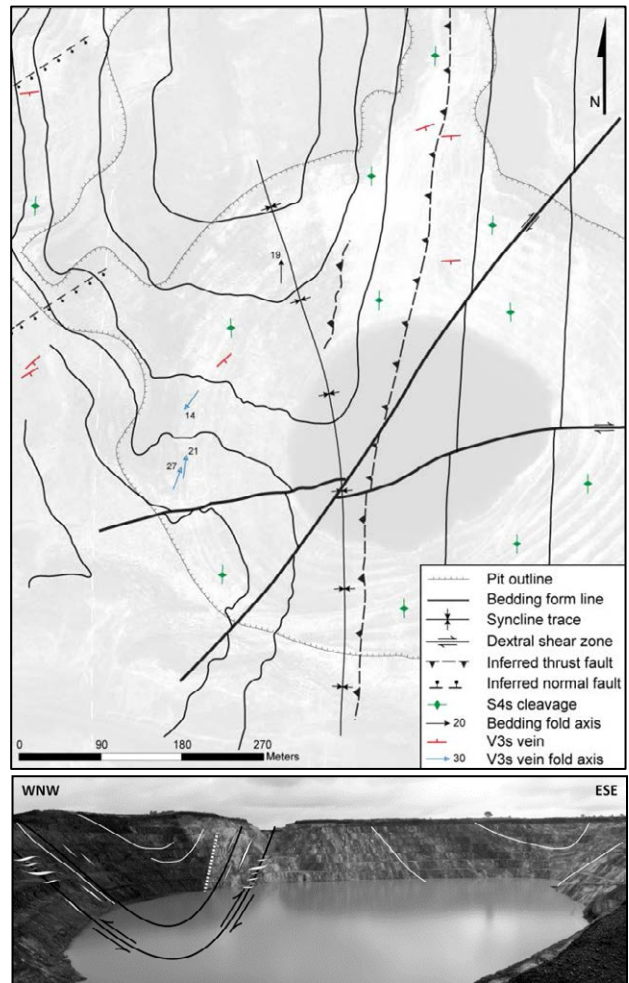 N
19
14
21
27
Pit outline
Bedding form line
Syncline trace
Dextral shear zone
Inferred thrust fault
Inferred normal fault
S4s cleavage
20 Bedding fold axis
V3s vein
30 V3s vein fold axis
0 90 180 270
Meters
WNW ESE